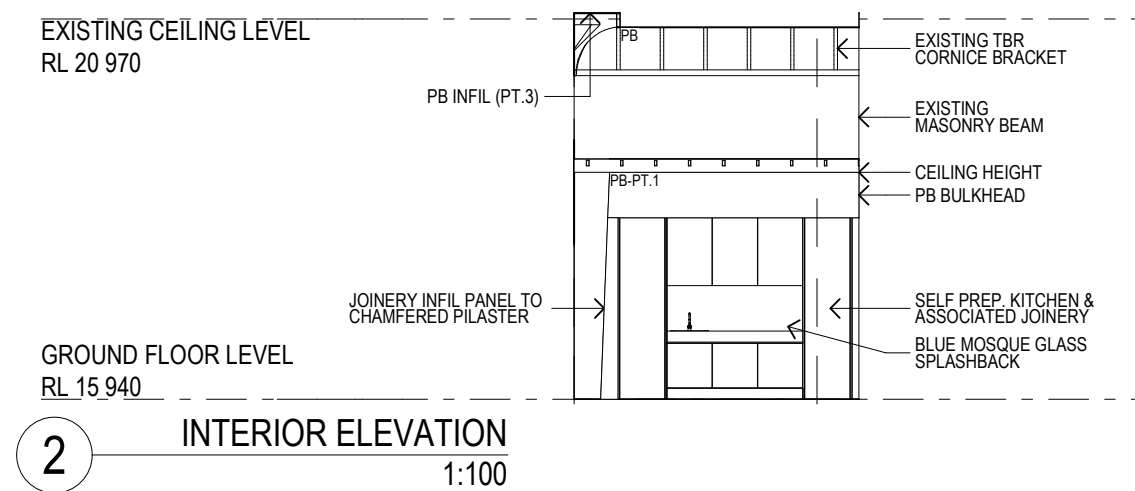 EXISTING CEILING LEVEL
RL 20 970
PB
EXISTING TBR
CORNICE BRACKET
PB INFIL (PT.3)
EXISTING
MASONRY BEAM
CEILING HEIGHT
PB-PT.1
PB BULKHEAD
JOINERY INFIL PANEL TO
CHAMFERED PILASTER
SELF PREP. KITCHEN &
ASSOCIATED JOINERY
BLUE MOSQUE GLASS
SPLASHBACK
GROUND FLOOR LEVEL
RL 15 940
2
INTERIOR ELEVATION
1:100